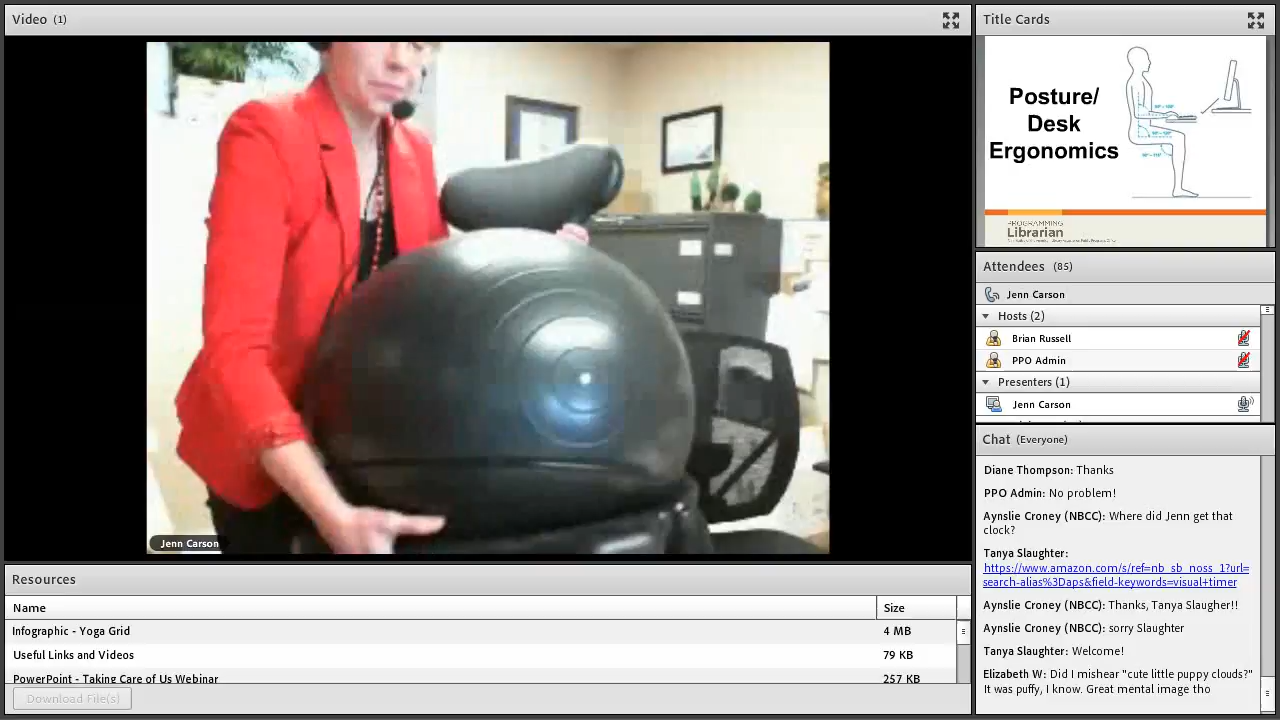 Video (1)
Jenn Carson
Resources
Name
Size
Infographic - Yoga Grid
4 MB
Useful Links and Videos
79 KB
PowerPoint - Taking Care of Us Webinar
257 KB
Download File(s)
Title Cards
Posture/
Desk
Ergonomics
PROGRAMMING
Librarian
Attendees (85)
Jenn Carson
Hosts (2)
Brian Russell
PPO Admin
Presenters (1)
Jenn Carson
Chat (Everyone)
Diane Thompson: Thanks
PPO Admin: No problem!
Aynslie Croney (NBCC): Where did Jenn get that
clock?
Tanya Slaughter:
https://www.amazon.com/s/ref=nb_sb_noss_1?url=
search-alias%3Daps&field-keywords=visual+timer
Aynslie Croney (NBCC): Thanks, Tanya Slaugher!!
Aynslie Croney (NBCC): sorry Slaughter
Tanya Slaughter: Welcome!
Elizabeth W: Did I mishear "cute little puppy clouds?"
It was puffy, I know. Great mental image tho